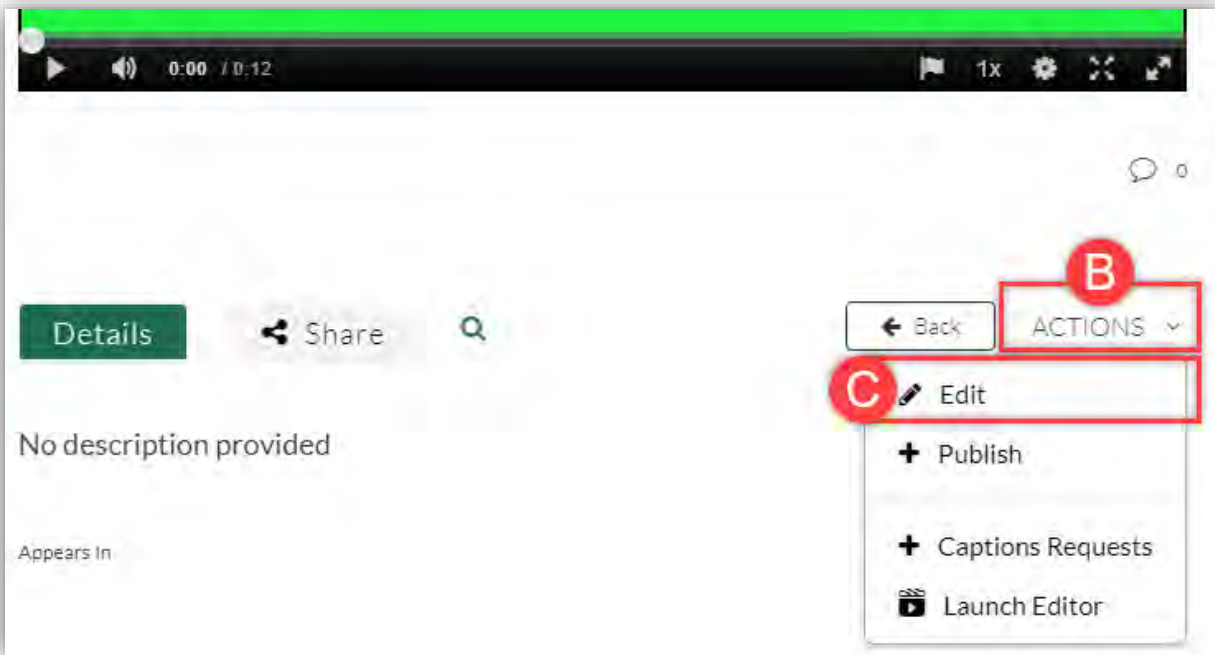 0:00 / 0:12 1x
0
B
Details Share Back ACTIONS
C Edit
No description provided
Publish
Appears In
Captions Requests
Launch Editor